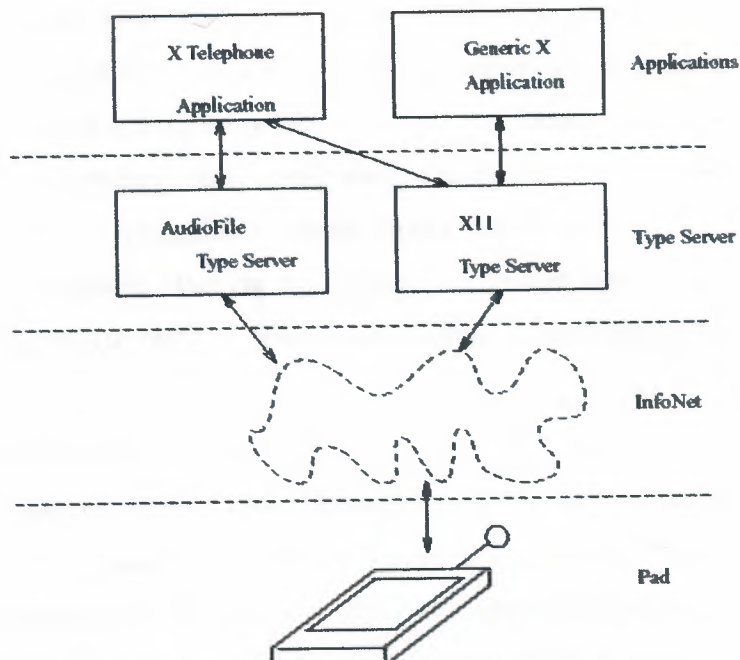 X Telephone
Application
Generic X
Application
Applications
AudioFile
Type Server
X11
Type Server
Type Server
InfoNet
Pad